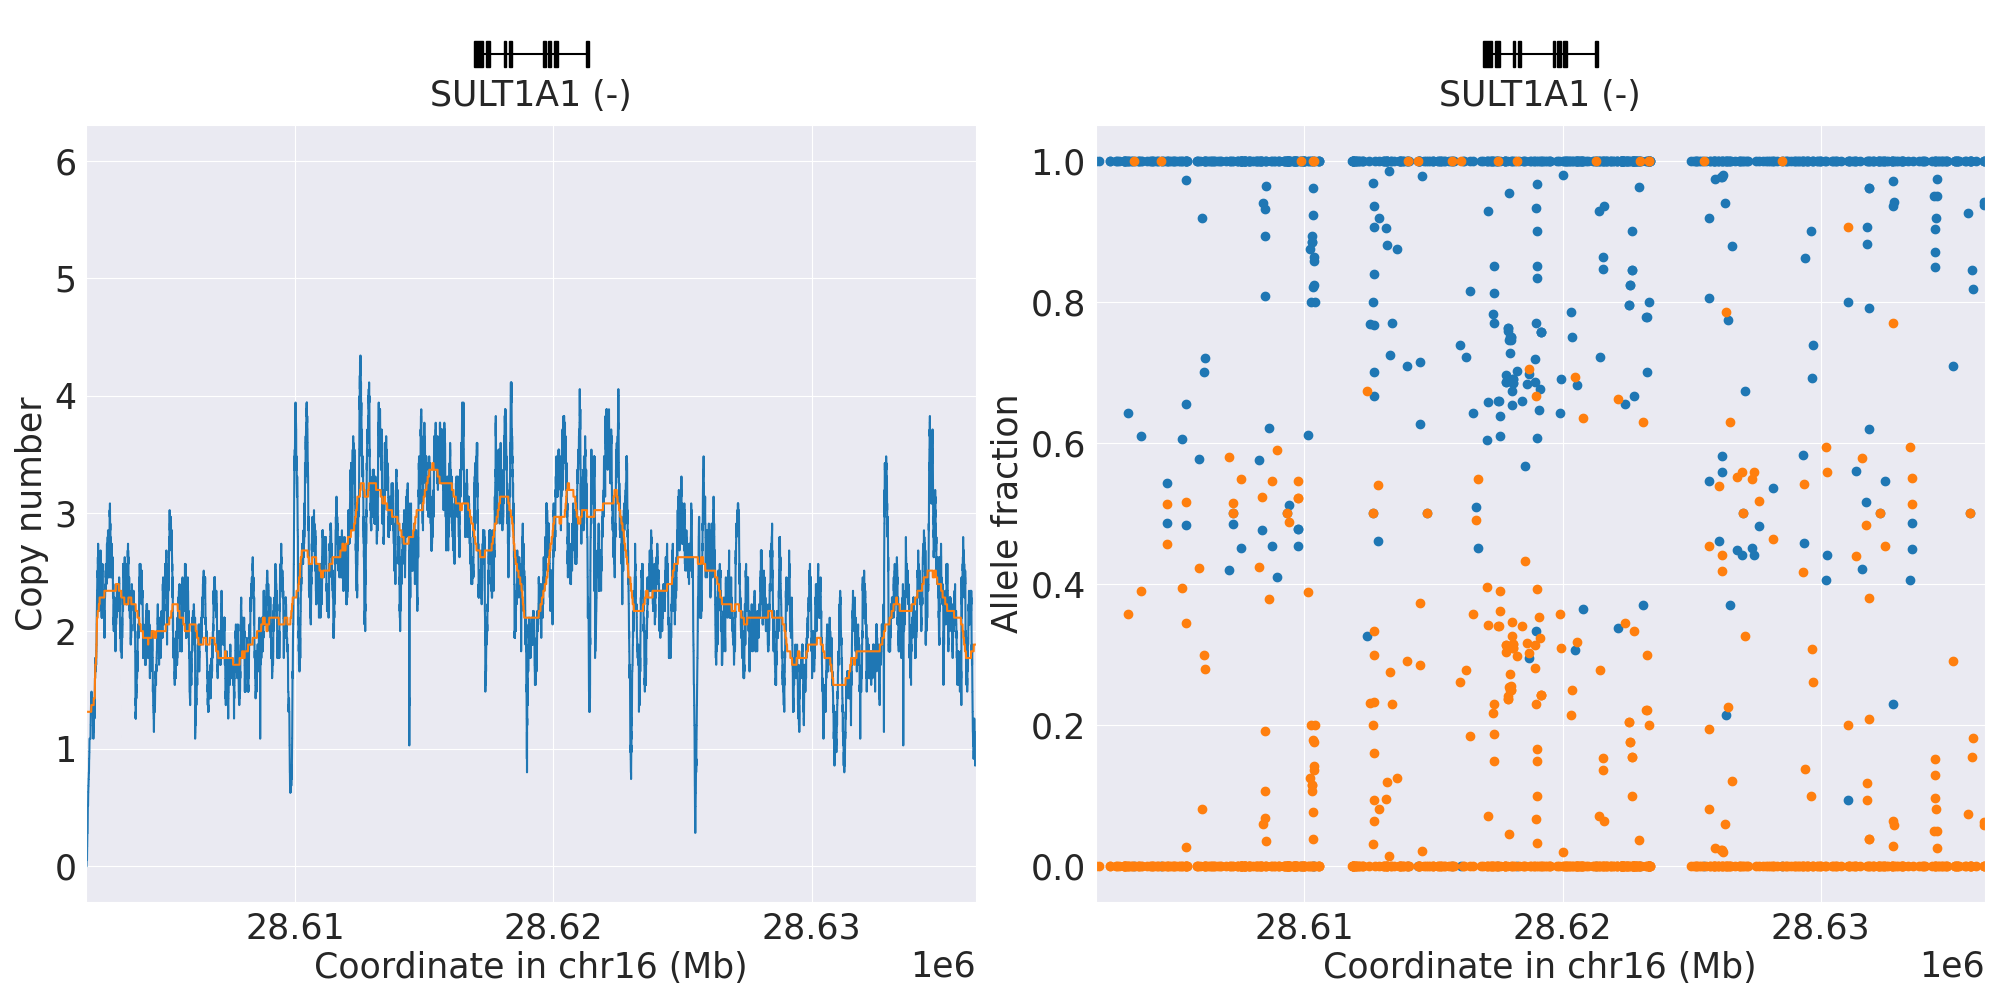 SULT1A1 (-)
6
5
4
3
2
1
0
Copy number
28.61
28.62
28.63
Coordinate in chr16 (Mb)
1e6
SULT1A1 (-)
1.0
0.8
0.6
0.4
0.2
0.0
Allele fraction
28.61
28.62
28.63
Coordinate in chr16 (Mb)
1e6